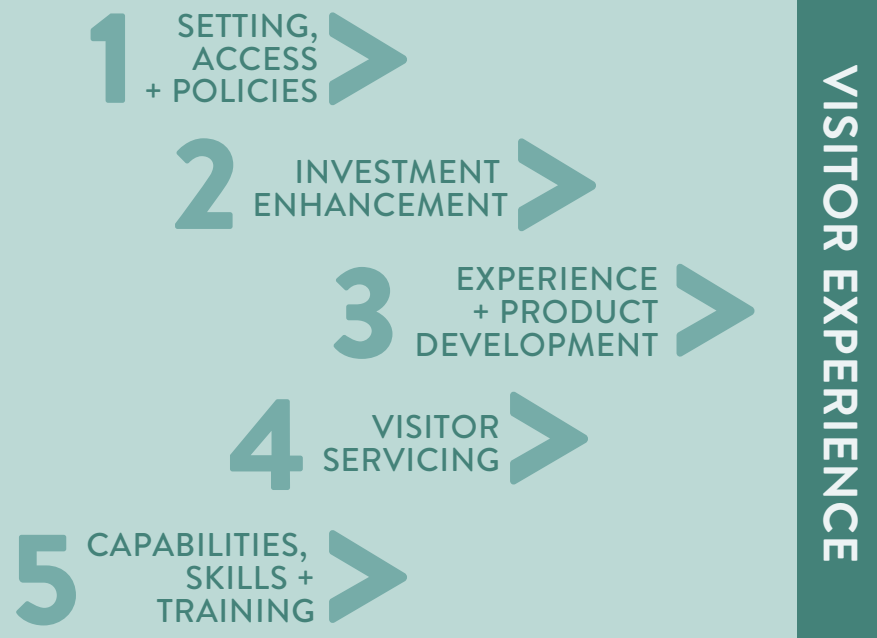 1
SETTING,
ACCESS
+ POLICIES
2
INVESTMENT
ENHANCEMENT
3
EXPERIENCE
+ PRODUCT
DEVELOPMENT
4
VISITOR
SERVICING
5
CAPABILITIES,
SKILLS +
TRAINING
VISITOR EXPERIENCE